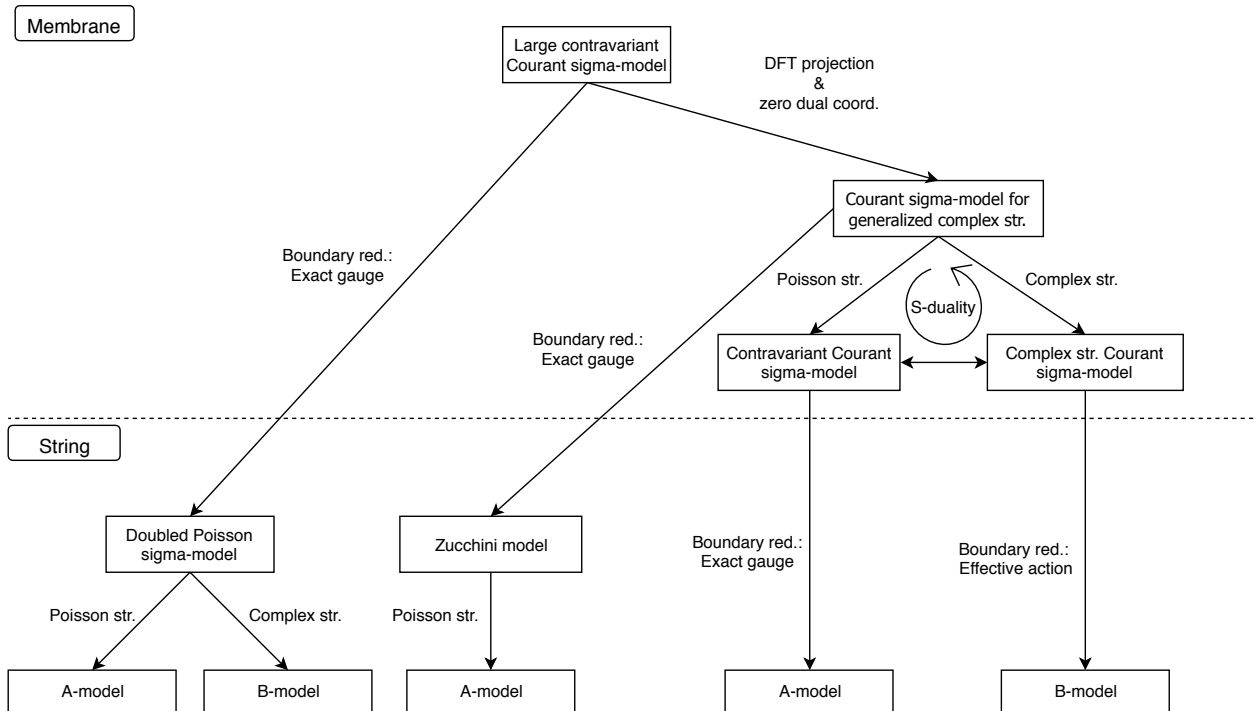 Membrane
Large contravariant
Courant sigma-model
DFT projection
&
zero dual coord.
Courant sigma-model for
generalized complex str.
Boundary red.:
Exact gauge
Poisson str.
Complex str.
S-duality
Boundary red.:
Exact gauge
Contravariant Courant
sigma-model
Complex str. Courant
sigma-model
String
Doubled Poisson
sigma-model
Zucchini model
Boundary red.:
Exact gauge
Boundary red.:
Effective action
Poisson str.
Complex str.
Poisson str.
A-model
B-model
A-model
A-model
B-model